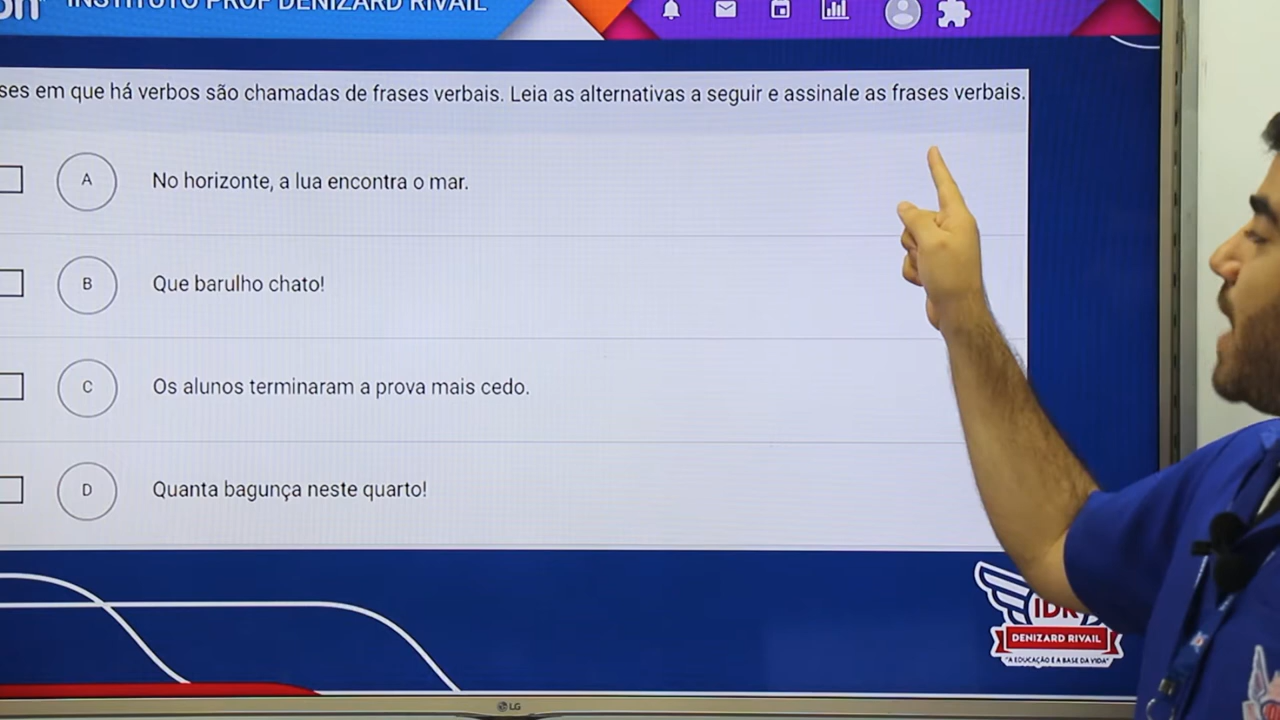 INSTITUTO PROF DENIZARD RIVAIL
em que há verbos são chamadas de frases verbais. Leia as alternativas a seguir e assinale as frases verbais.
A No horizonte, a lua encontra o mar.
B Que barulho chato!
C Os alunos terminaram a prova mais cedo.
D Quanta bagunça neste quarto!
IDR
DENIZARD RIVAIL
"A EDUCAÇÃO É A BASE DA VIDA"
LG